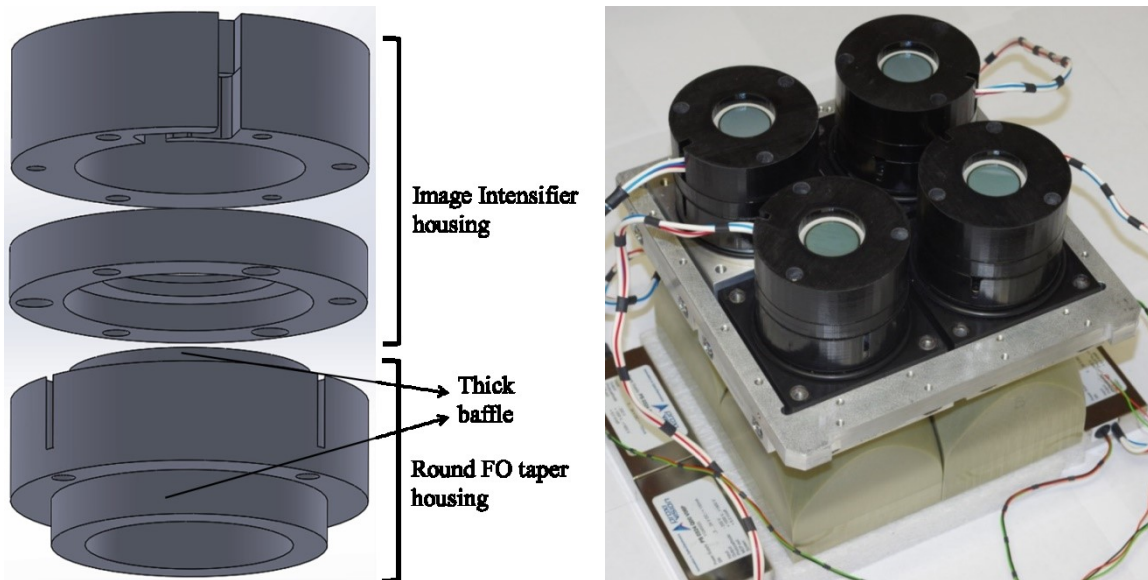 Image Intensifier
housing
Thick
baffle
Round FO taper
housing